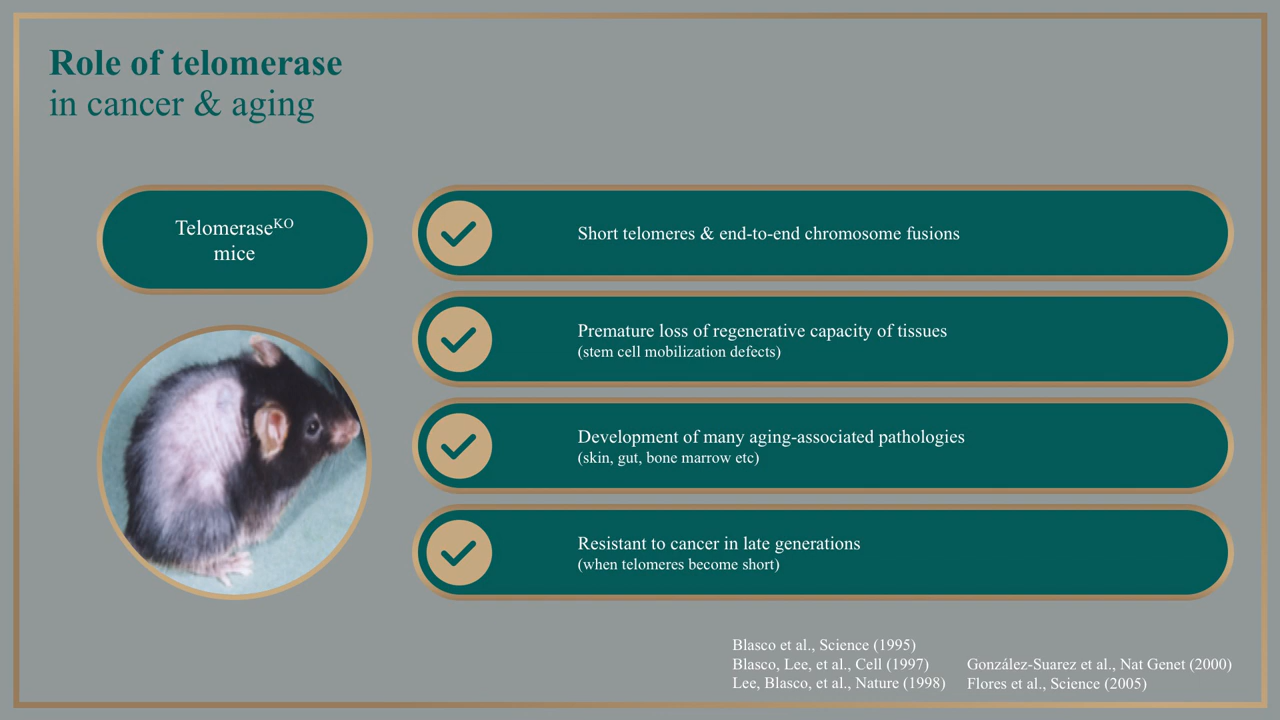 Role of telomerase
in cancer & aging
Telomeraseᴷᴼ
mice
Short telomeres & end-to-end chromosome fusions
Premature loss of regenerative capacity of tissues
(stem cell mobilization defects)
Development of many aging-associated pathologies
(skin, gut, bone marrow etc)
Resistant to cancer in late generations
(when telomeres become short)
Blasco et al., Science (1995)
Blasco, Lee, et al., Cell (1997)
Lee, Blasco, et al., Nature (1998)
González-Suarez et al., Nat Genet (2000)
Flores et al., Science (2005)